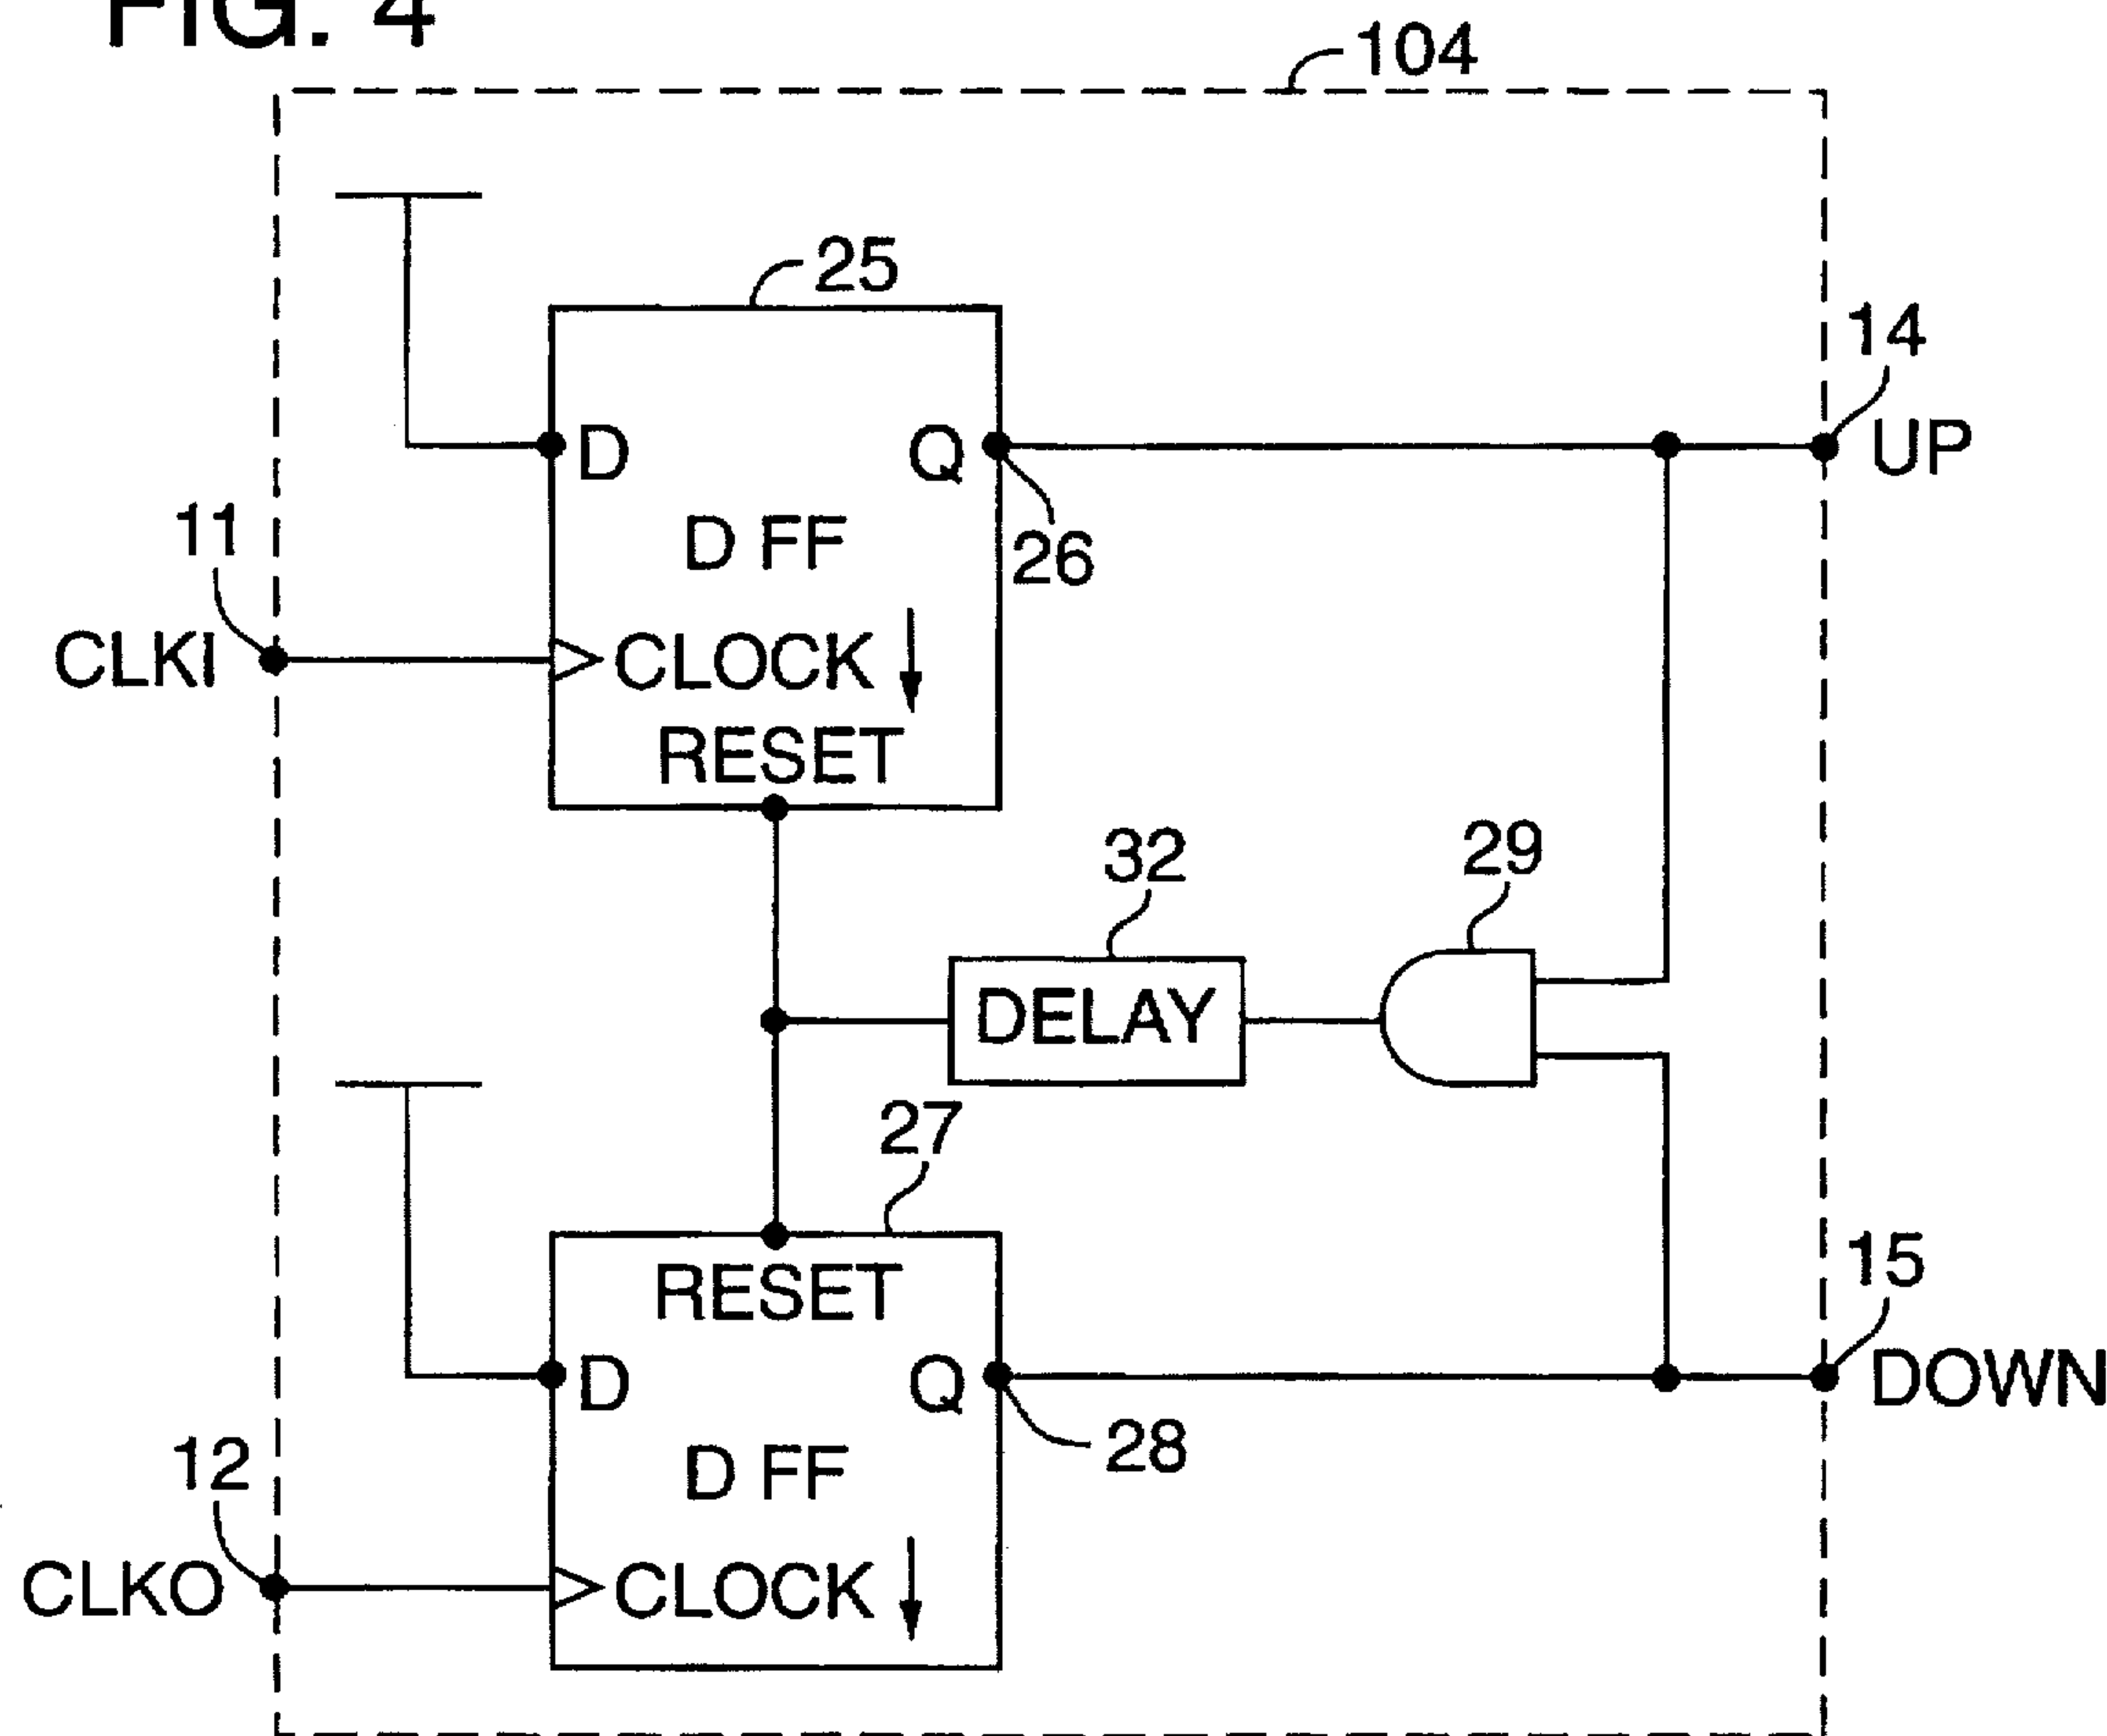 FIG. 4
104
25
14
D Q UP
26
D FF
11
CLKI CLOCK
RESET
32
29
DELAY
27
RESET
15
D Q DOWN
28
D FF
12
CLKO CLOCK